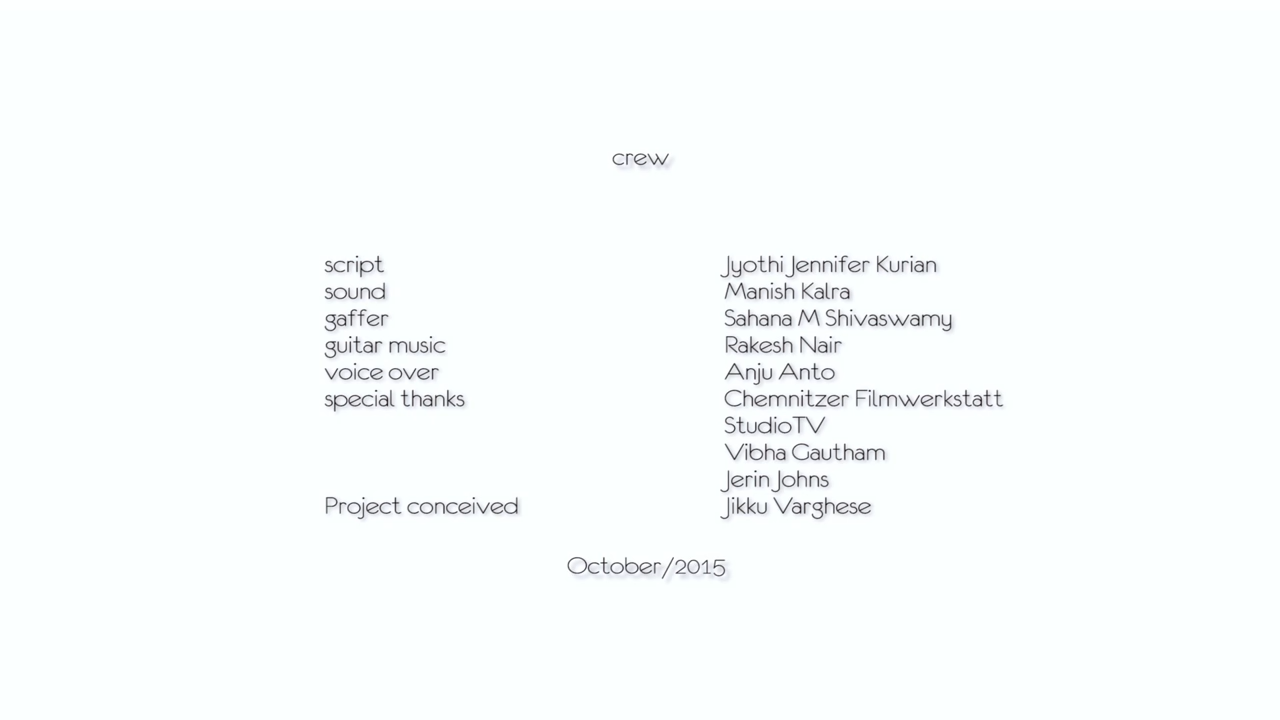 crew
script Jyothi Jennifer Kurian
sound Manish Kalra
gaffer Sahana M Shivaswamy
guitar music Rakesh Nair
voice over Anju Anto
special thanks Chemnitzer Filmwerkstatt
StudioTV
Vibha Gautham
Jerin Johns
Project conceived Jikku Varghese
October/2015